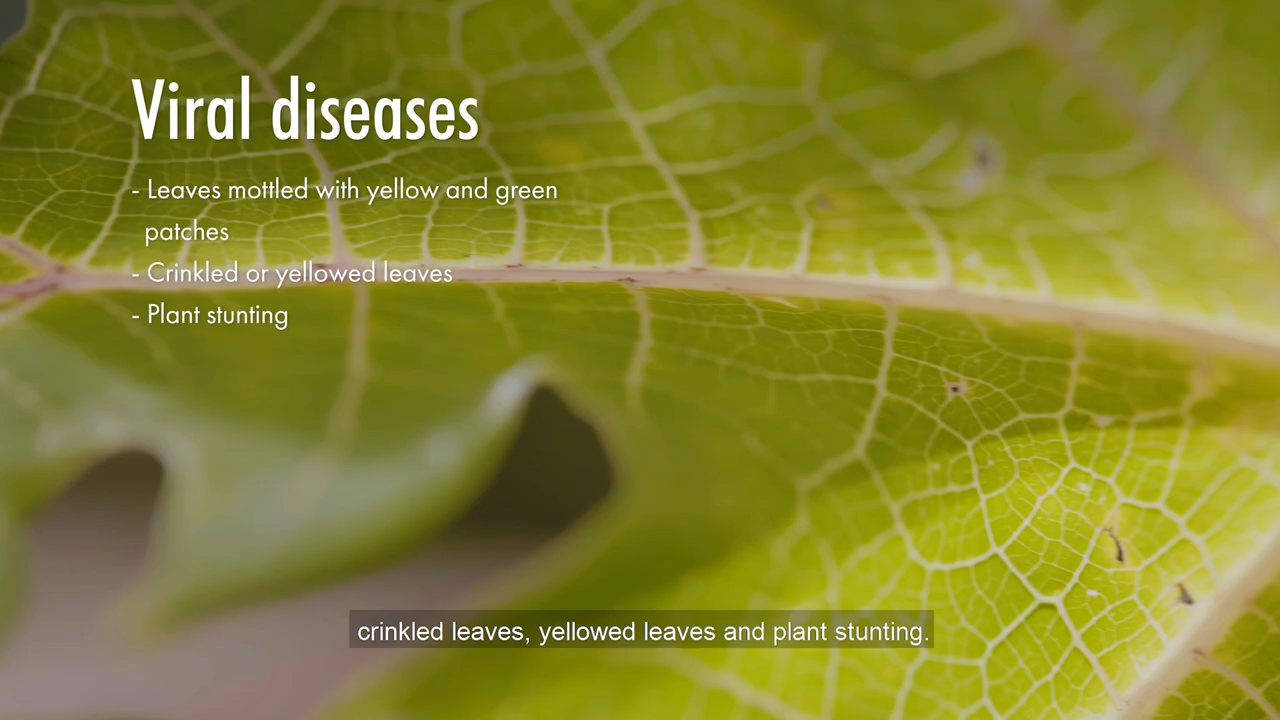 Viral diseases
- Leaves mottled with yellow and green
patches
- Crinkled or yellowed leaves
- Plant stunting
crinkled leaves, yellowed leaves and plant stunting.